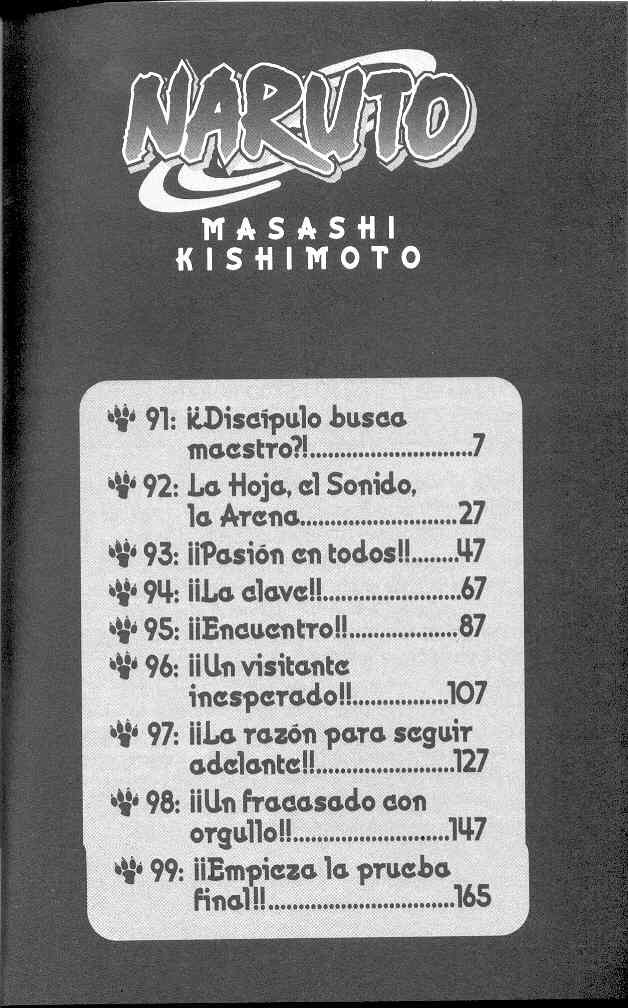 NARUTO
MASASHI
KISHIMOTO
91: ¡¿Discípulo busca
maestro?!...........................7
92: La Hoja, el Sonido,
la Arena..........................27
93: ¡¡Pasión en todos!!........47
94: ¡¡La clave!!.......................67
95: ¡¡Encuentro!!..................87
96: ¡¡Un visitante
inesperado!!................107
97: ¡¡La razón para seguir
adelante!!.......................127
98: ¡¡Un fracasado con
orgullo!!..........................147
99: ¡¡Empieza la prueba
final!!...............................165